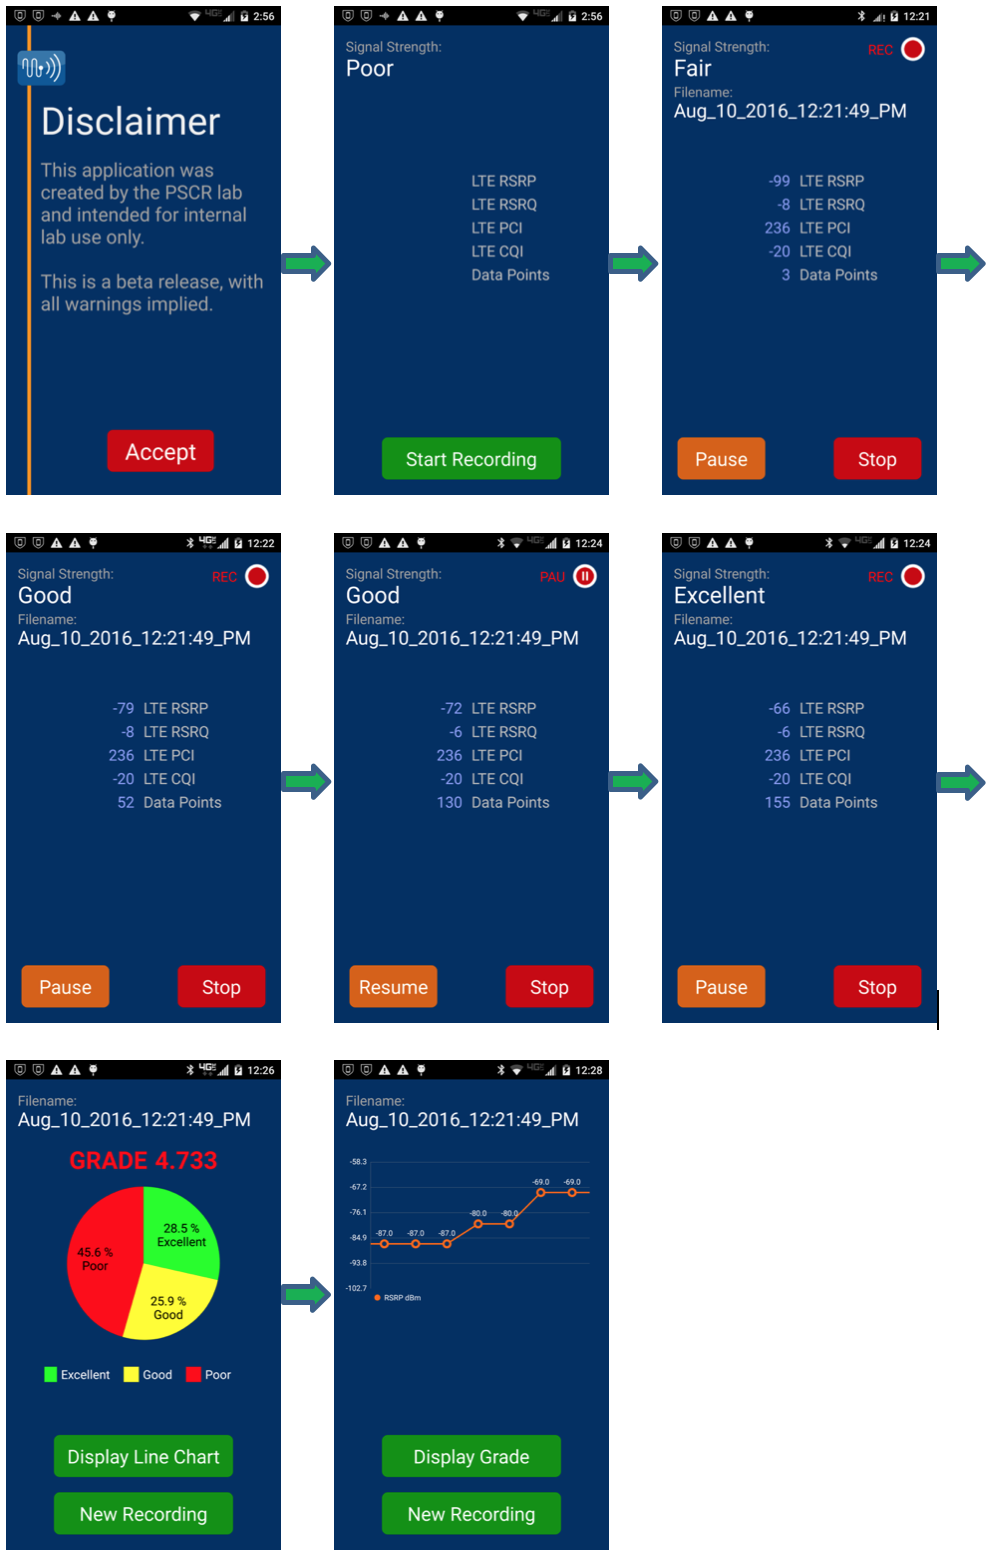 2:56
Disclaimer
This application was
created by the PSCR lab
and intended for internal
lab use only.
This is a beta release, with
all warnings implied.
Accept
4G 2:56
Signal Strength:
Poor
LTE RSRP
LTE RSRQ
LTE PCI
LTE CQI
Data Points
Start Recording
12:21
Signal Strength:
REC
Fair
Filename:
Aug_10_2016_12:21:49_PM
-99 LTE RSRP
-8 LTE RSRQ
236 LTE PCI
-20 LTE CQI
3 Data Points
Pause Stop
4G 12:22
Signal Strength:
REC
Good
Filename:
Aug_10_2016_12:21:49_PM
-79 LTE RSRP
-8 LTE RSRQ
236 LTE PCI
-20 LTE CQI
52 Data Points
Pause Stop
4G 12:24
Signal Strength:
PAU
Good
Filename:
Aug_10_2016_12:21:49_PM
-72 LTE RSRP
-6 LTE RSRQ
236 LTE PCI
-20 LTE CQI
130 Data Points
Resume Stop
4G 12:24
Signal Strength:
REC
Excellent
Filename:
Aug_10_2016_12:21:49_PM
-66 LTE RSRP
-6 LTE RSRQ
236 LTE PCI
-20 LTE CQI
155 Data Points
Pause Stop
4G 12:26
Filename:
Aug_10_2016_12:21:49_PM
GRADE 4.733
28.5 %
Excellent
45.6 %
Poor
25.9 %
Good
Excellent Good Poor
Display Line Chart
New Recording
4G 12:28
Filename:
Aug_10_2016_12:21:49_PM
-58.3
-69.0 -69.0
-67.2
-76.1
-80.0 -80.0
-87.0 -87.0 -87.0
-84.9
-93.8
-102.7
RSRP dBm
Display Grade
New Recording